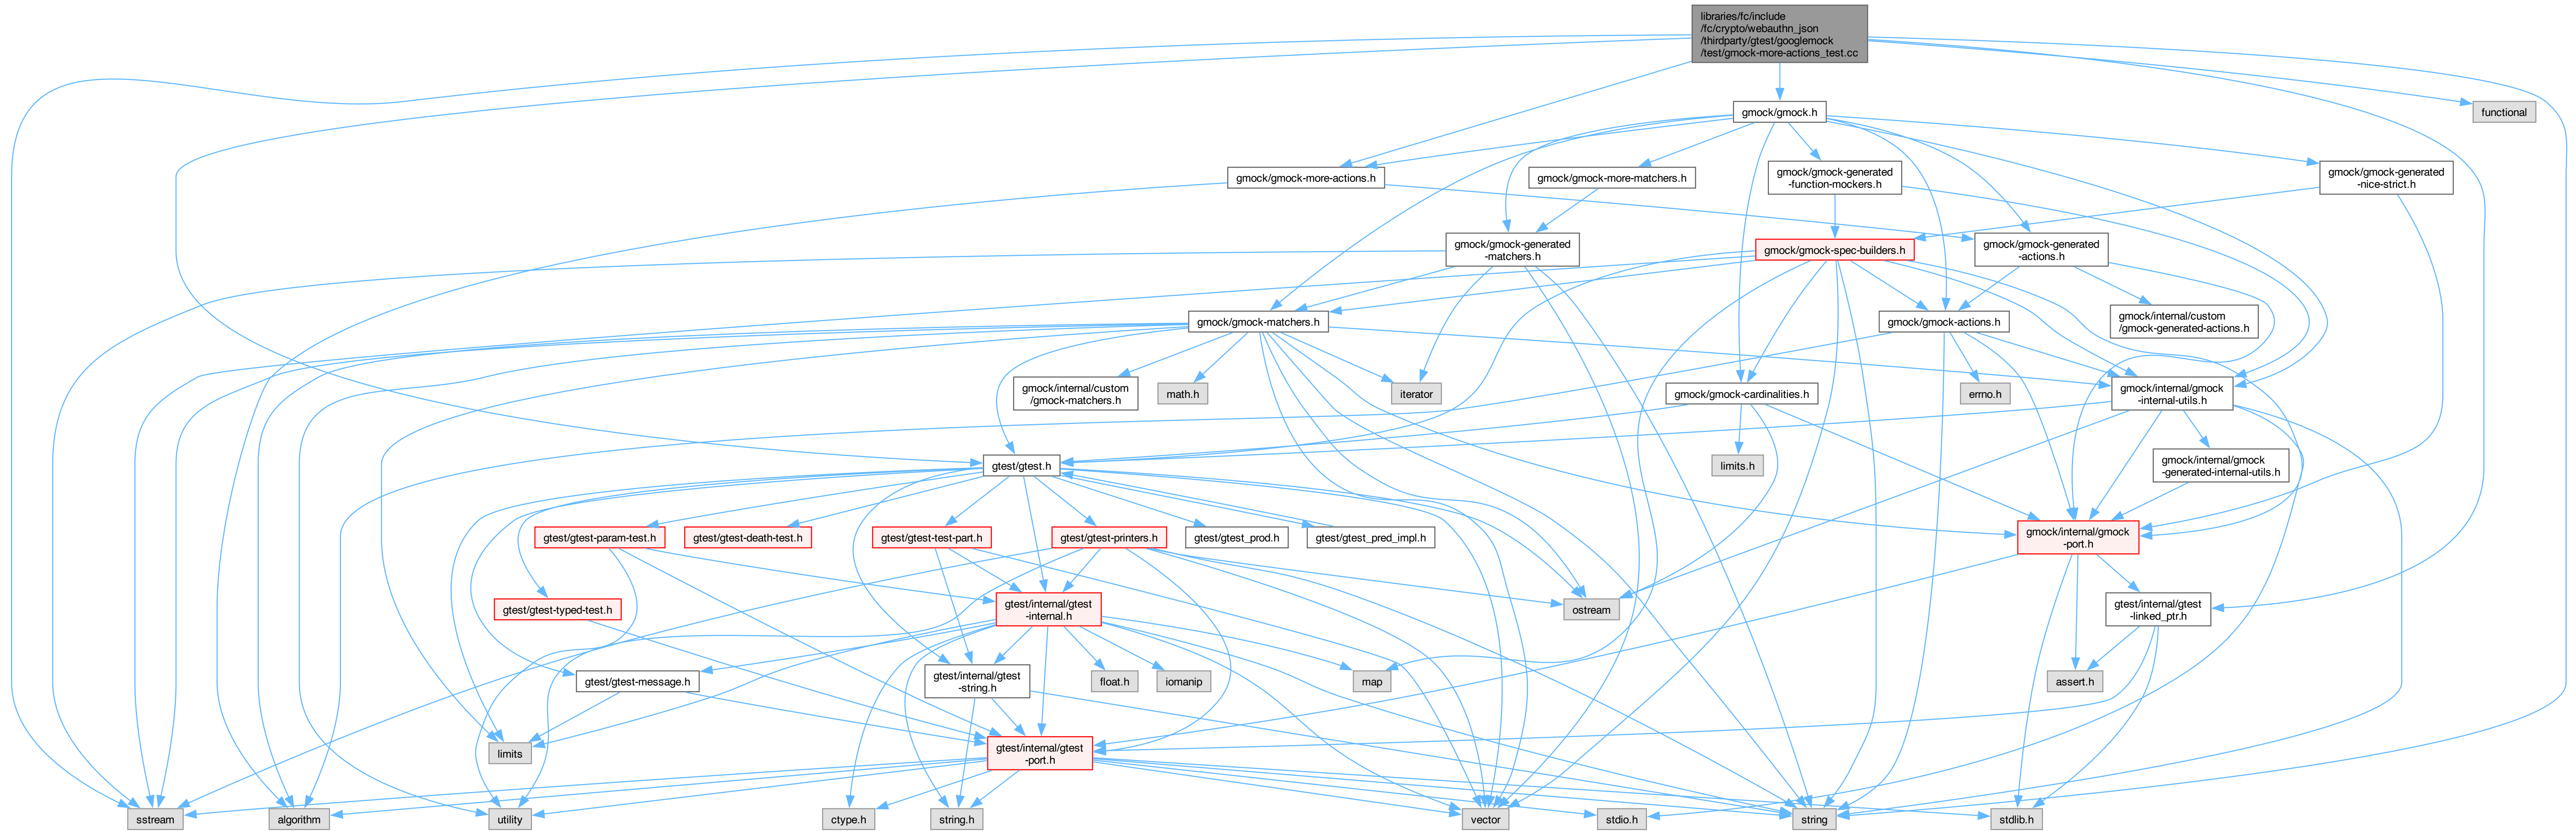 libraries/fc/include
/fc/crypto/webauthn_json
/thirdparty/gtest/googlemock
/test/gmock-more-actions_test.cc
gmock/gmock.h
functional
gmock/gmock-more-actions.h
gmock/gmock-more-matchers.h
gmock/gmock-generated
-function-mockers.h
gmock/gmock-generated
-nice-strict.h
gmock/gmock-generated
-matchers.h
gmock/gmock-spec-builders.h
gmock/gmock-generated
-actions.h
gmock/gmock-matchers.h
gmock/gmock-actions.h
gmock/internal/custom
/gmock-generated-actions.h
gmock/internal/custom
/gmock-matchers.h
math.h
iterator
gmock/gmock-cardinalities.h
errno.h
gmock/internal/gmock
-internal-utils.h
gtest/gtest.h
limits.h
gmock/internal/gmock
-generated-internal-utils.h
gtest/gtest-param-test.h
gtest/gtest-death-test.h
gtest/gtest-test-part.h
gtest/gtest-printers.h
gtest/gtest_prod.h
gtest/gtest_pred_impl.h
gmock/internal/gmock
-port.h
gtest/gtest-typed-test.h
gtest/internal/gtest
-internal.h
ostream
gtest/internal/gtest
-linked_ptr.h
gtest/gtest-message.h
gtest/internal/gtest
-string.h
float.h
iomanip
map
assert.h
limits
gtest/internal/gtest
-port.h
sstream
algorithm
utility
ctype.h
string.h
vector
stdio.h
string
stdlib.h